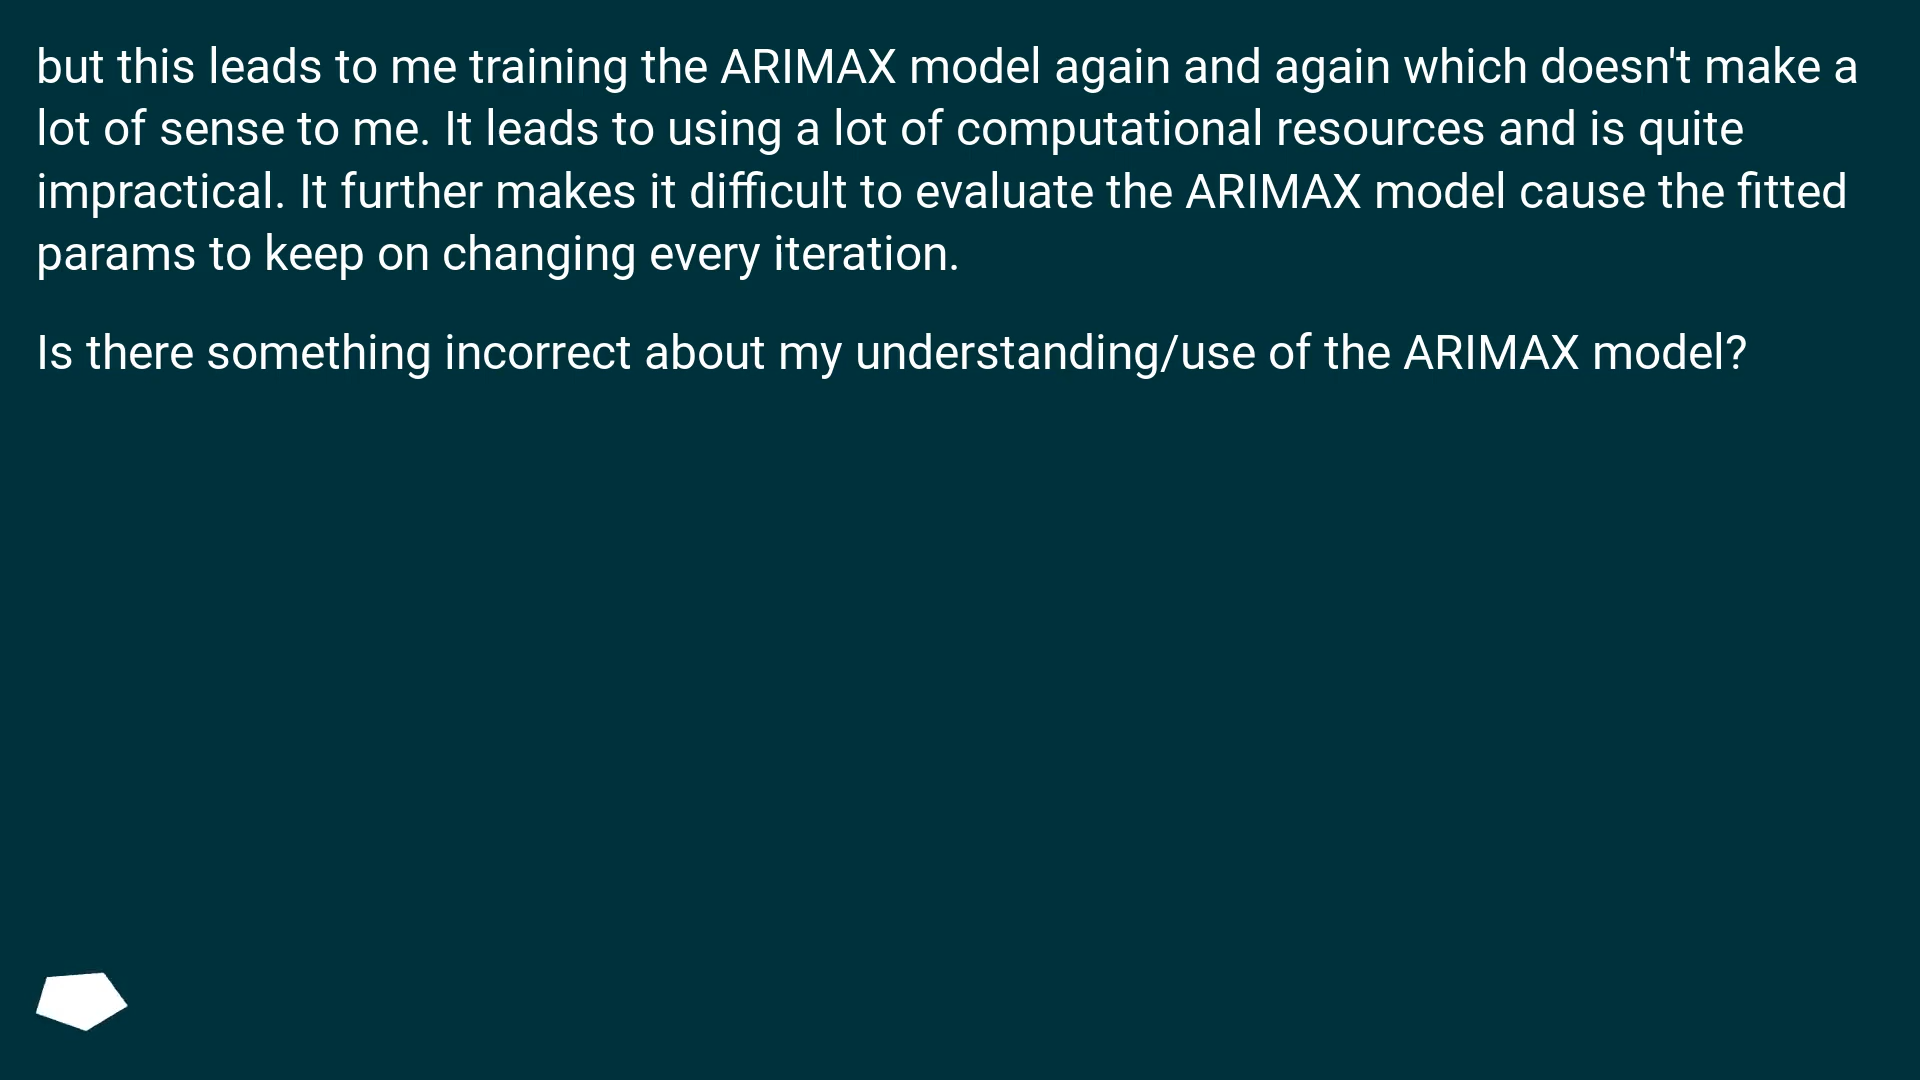 but this leads to me training the ARIMAX model again and again which doesn't make a
lot of sense to me. It leads to using a lot of computational resources and is quite
impractical. It further makes it difficult to evaluate the ARIMAX model cause the fitted
params to keep on changing every iteration.
Is there something incorrect about my understanding/use of the ARIMAX model?